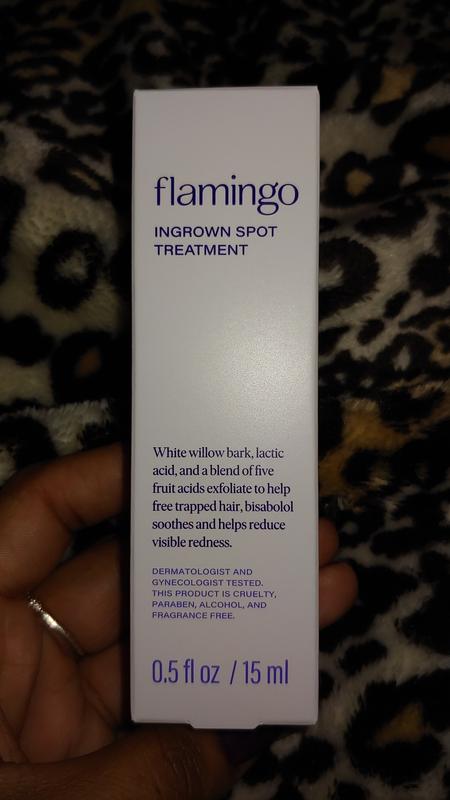 flamingo
INGROWN SPOT
TREATMENT
White willow bark, lactic
acid, and a blend of five
fruit acids exfoliate to help
free trapped hair, bisabolol
soothes and helps reduce
visible redness.
DERMATOLOGIST AND
GYNECOLOGIST TESTED.
THIS PRODUCT IS CRUELTY,
PARABEN, ALCOHOL, AND
FRAGRANCE FREE.
0.5 fl oz / 15 ml